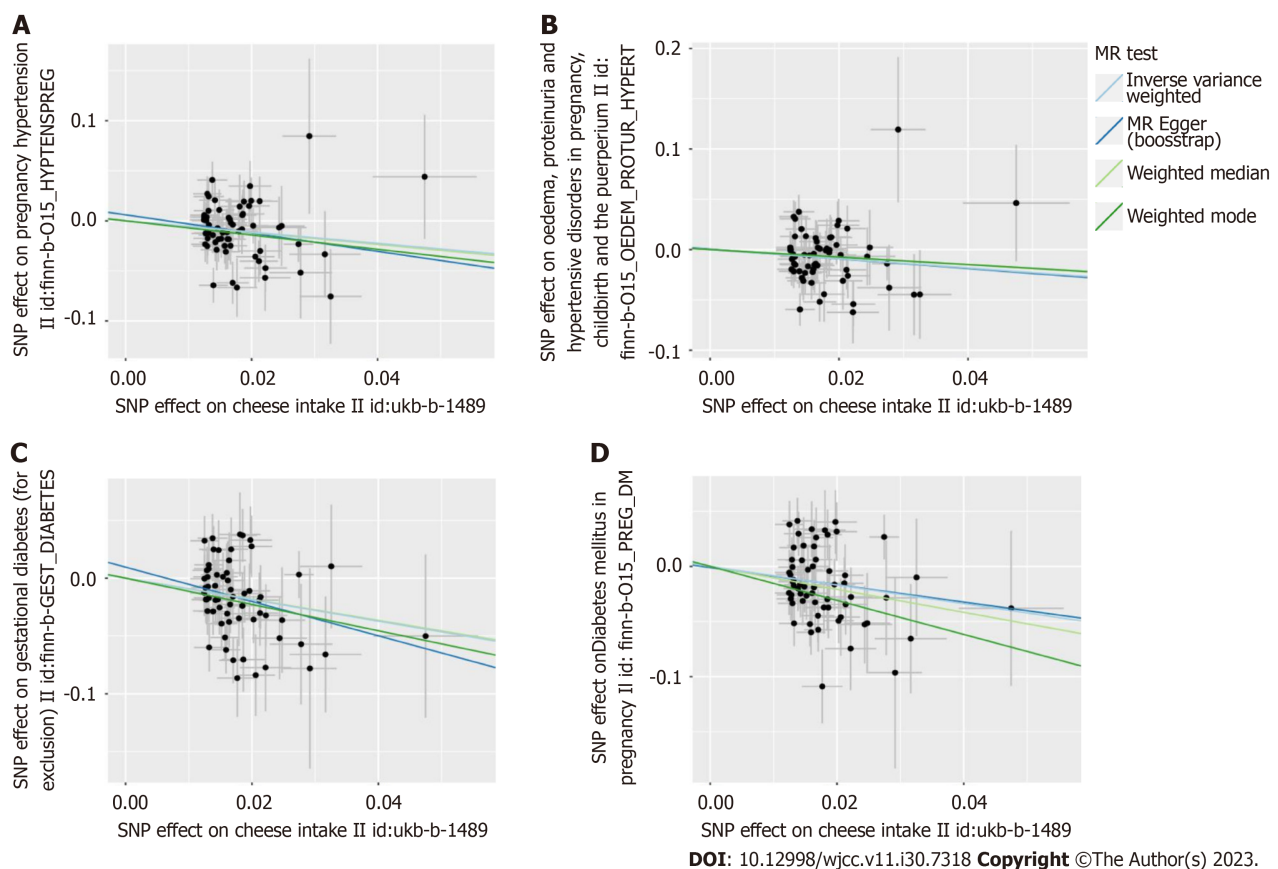 A
SNP effect on pregnancy hypertension
II id:finn-b-O15_HYPTENSPREG
0.1
0.0
-0.1
0.00 0.02 0.04
SNP effect on cheese intake II id:ukb-b-1489
B
SNP effect on oedema, proteinuria and
hypertensive disorders in pregnancy,
childbirth and the puerperium II id:
finn-b-O15_OEDEM_PROTUR_HYPERT
0.2
0.1
0.0
-0.1
0.00 0.02 0.04
SNP effect on cheese intake II id:ukb-b-1489
MR test
Inverse variance
weighted
MR Egger
(boosstrap)
Weighted median
Weighted mode
C
SNP effect on gestational diabetes (for
exclusion) II id:finn-b-GEST_DIABETES
0.0
-0.1
0.00 0.02 0.04
SNP effect on cheese intake II id:ukb-b-1489
D
SNP effect onDiabetes mellitus in
pregnancy II id: finn-b-O15_PREG_DM
0.0
-0.1
0.00 0.02 0.04
SNP effect on cheese intake II id:ukb-b-1489
DOI: 10.12998/wjcc.v11.i30.7318 Copyright ©The Author(s) 2023.